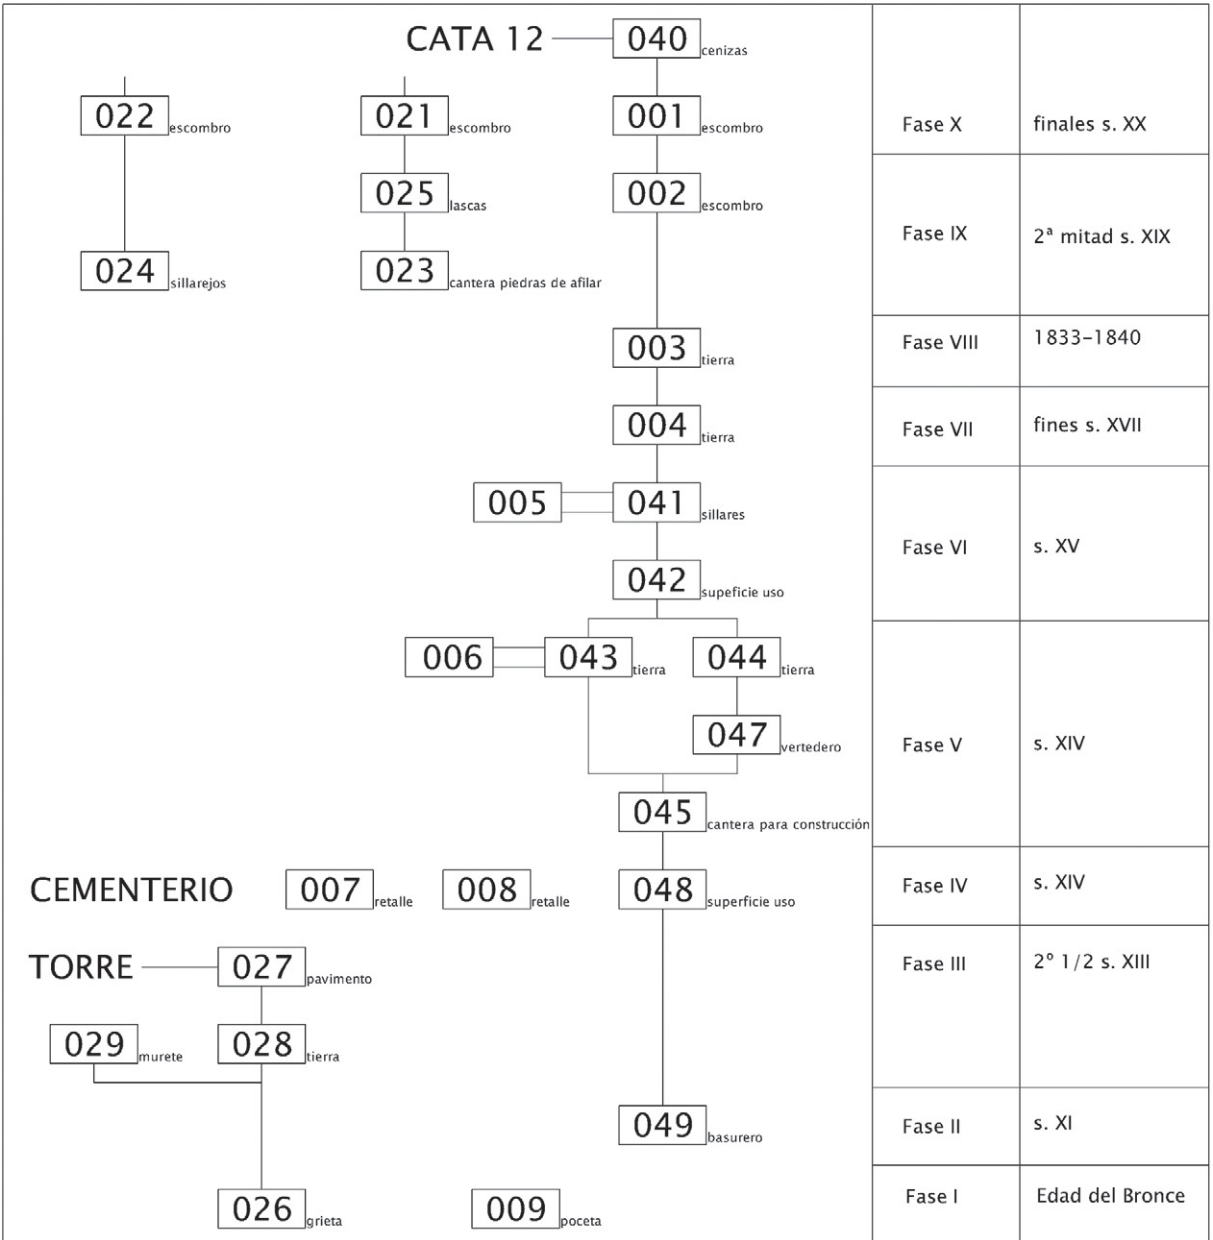 CATA 12 040 cenizas
022 escombro 021 escombro 001 escombro Fase X finales s. XX
025 lascas 002 escombro
Fase IX 2ª mitad s. XIX
024 sillarejos 023 cantera piedras de afilar
003 tierra Fase VIII 1833-1840
004 tierra Fase VII fines s. XVII
005 041 sillares
Fase VI s. XV
042 supeficie uso
006 043 tierra 044 tierra
047 vertedero Fase V s. XIV
045 cantera para construcción
CEMENTERIO 007 retalle 008 retalle 048 superficie uso Fase IV s. XIV
TORRE 027 pavimento Fase III 2º 1/2 s. XIII
029 murete 028 tierra
049 basurero Fase II s. XI
026 grieta 009 poceta Fase I Edad del Bronce